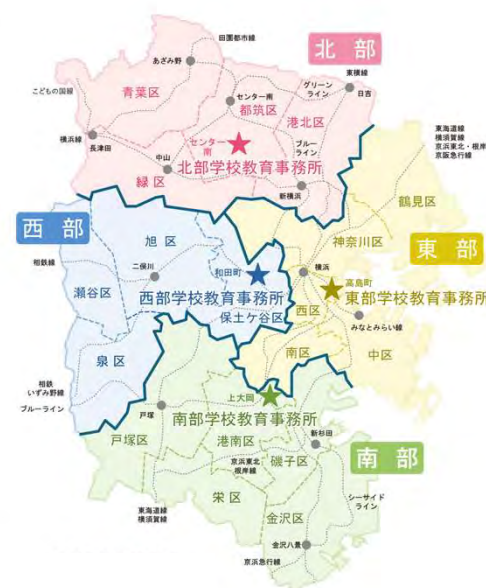 北部
田園都市線
あざみ野
東横線
こどもの国線
青葉区
センター南
グリーン
ライン
日吉
都筑区
港北区
横浜線
長津田
センター
南
ブルー
ライン
中山
北部学校教育事務所
緑区
新横浜
東海道線
横須賀線
京浜東北・根岸線
京阪急行線
鶴見区
西部
旭区
神奈川区
東部
相鉄線
二俣川
和田町
横浜
高島町
瀬谷区
西部学校教育事務所
東部学校教育事務所
保土ケ谷区
西区
みなとみらい線
泉区
南区
中区
相鉄
いずみ野線
ブルーライン
上大岡
戸塚
南部学校教育事務所
戸塚区
港南区
新杉田
南部
京浜東北
根岸線
磯子区
栄区
シーサイド
ライン
東海道線
横須賀線
金沢区
金沢八景
京浜急行線